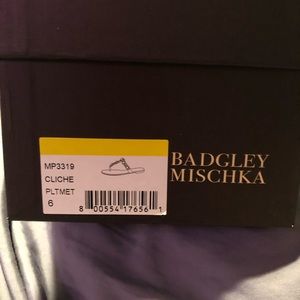 MP3319
CLICHE
PLTMET
6
8 00554 17656 1
BADGLEY
MISCHKA